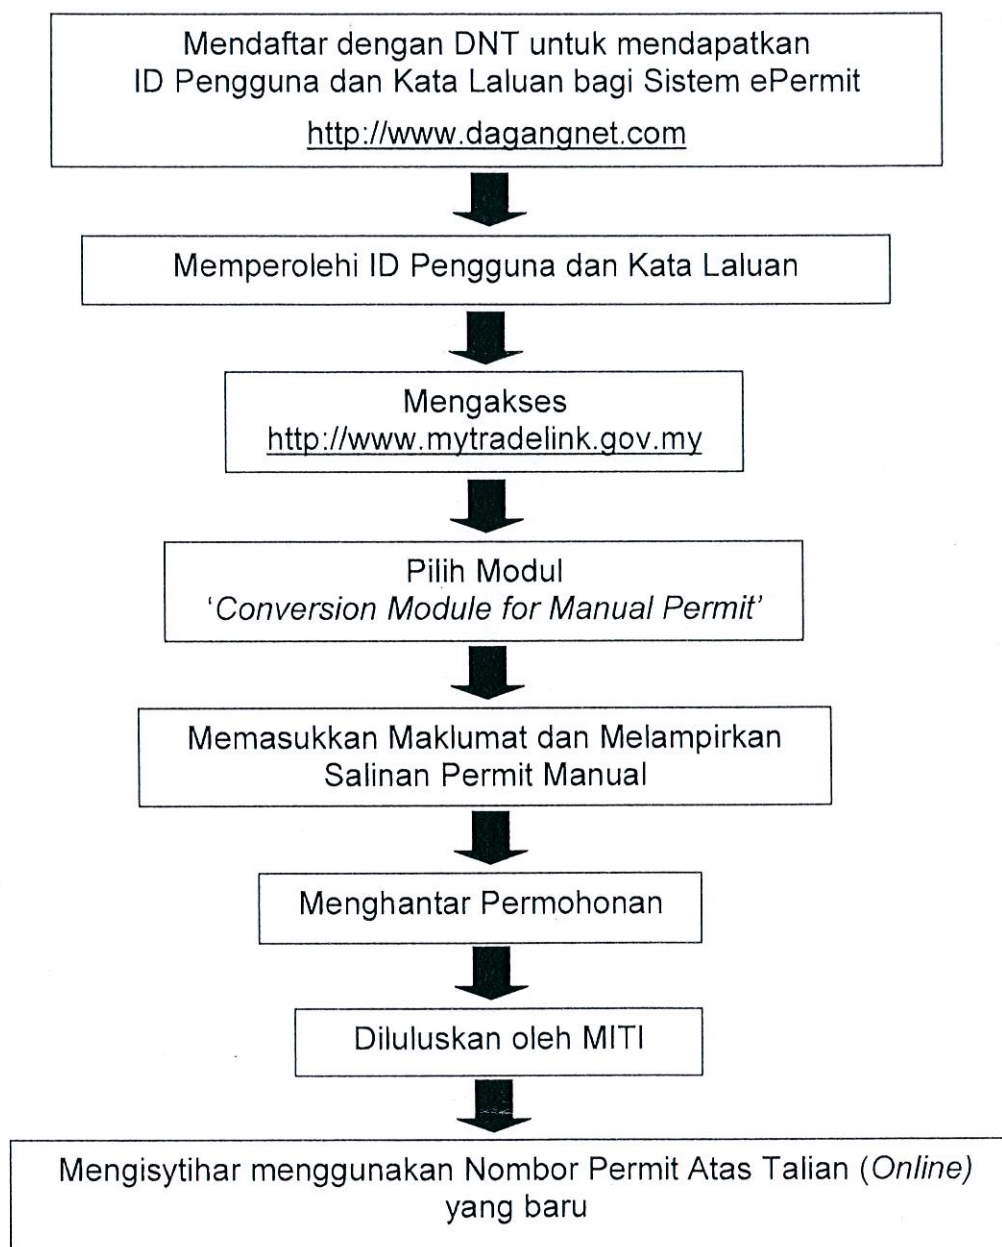 Mendaftar dengan DNT untuk mendapatkan
ID Pengguna dan Kata Laluan bagi Sistem ePermit
http://www.dagangnet.com
Memperolehi ID Pengguna dan Kata Laluan
Mengakses
http://www.mytradelink.gov.my
Pilih Modul
‘Conversion Module for Manual Permit’
Memasukkan Maklumat dan Melampirkan
Salinan Permit Manual
Menghantar Permohonan
Diluluskan oleh MITI
Mengisytihar menggunakan Nombor Permit Atas Talian (Online)
yang baru